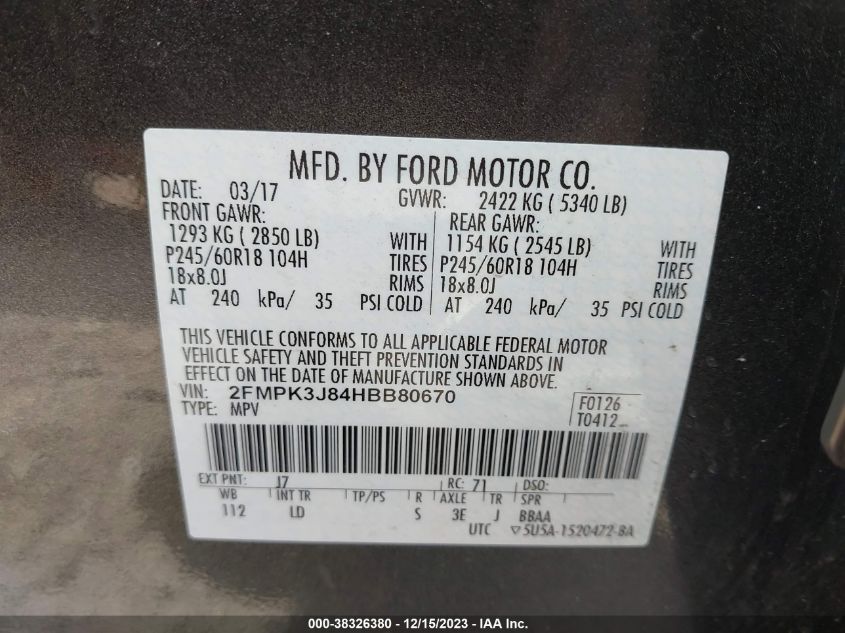 MFD. BY FORD MOTOR CO.
DATE: 03/17 GVWR: 2422 KG ( 5340 LB)
FRONT GAWR: REAR GAWR:
1293 KG ( 2850 LB) WITH 1154 KG ( 2545 LB) WITH
P245/60R18 104H TIRES P245/60R18 104H TIRES
18x8.0J RIMS 18x8.0J RIMS
AT 240 kPa/ 35 PSI COLD AT 240 kPa/ 35 PSI COLD
THIS VEHICLE CONFORMS TO ALL APPLICABLE FEDERAL MOTOR
VEHICLE SAFETY AND THEFT PREVENTION STANDARDS IN
EFFECT ON THE DATE OF MANUFACTURE SHOWN ABOVE.
VIN: 2FMPK3J84HBB80670 F0126
TYPE: MPV T0412
EXT PNT: J7 RC: 71 DSO:
WB INT TR TP/PS R AXLE TR SPR
112 LD S 3E J BBAA
UTC ▽5U5A-1520472-BA
000-38326380 - 12/15/2023 - IAA Inc.